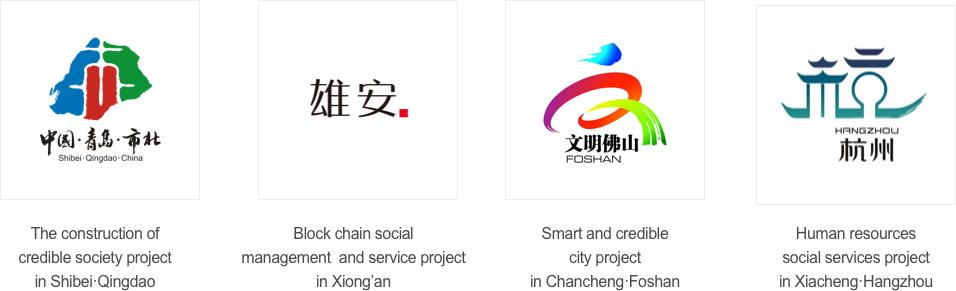 中国·青岛·市北
Shibei·Qingdao·China
The construction of
credible society project
in Shibei·Qingdao
雄安
Block chain social
management and service project
in Xiong’an
文明佛山
FOSHAN
Smart and credible
city project
in Chancheng·Foshan
HANGZHOU
杭州
Human resources
social services project
in Xiacheng·Hangzhou